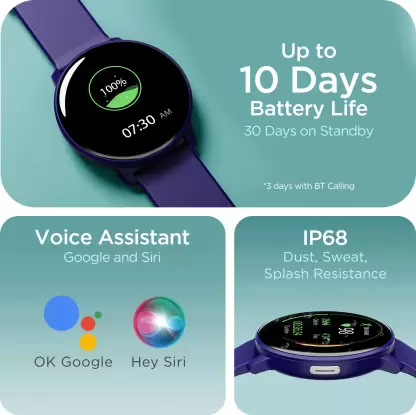 Up to
10 Days
Battery Life
30 Days on Standby
100%
07:30 AM
*3 days with BT Calling
Voice Assistant
Google and Siri
OK Google
Hey Siri
IP68
Dust, Sweat,
Splash Resistance